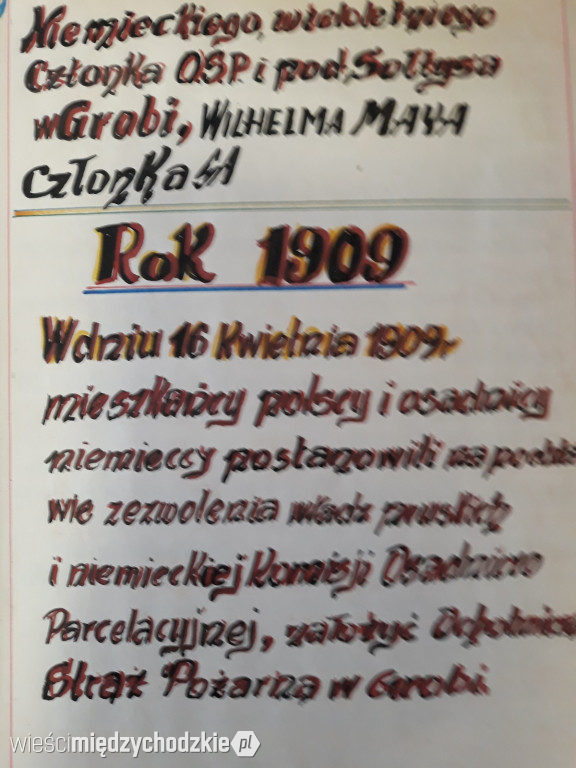 Niemieckiego, wieloletniego
Członka O.S.P. i pod, Sołtysa
w Grobi, WILHELMA MAYA
Członka SA
Rok 1909
W dniu 16 Kwietnia 1909r
mieszkańcy polscy i osadnicy
niemieccy postanowili na podsta
wie zezwolenia władz pruskich
i niemieckiej Komisji Osadniczo
Parcelacyjnej, założyć Ochotniczą
Straż Pożarną w Grobi.
wieścimiędzychodzkie.pl